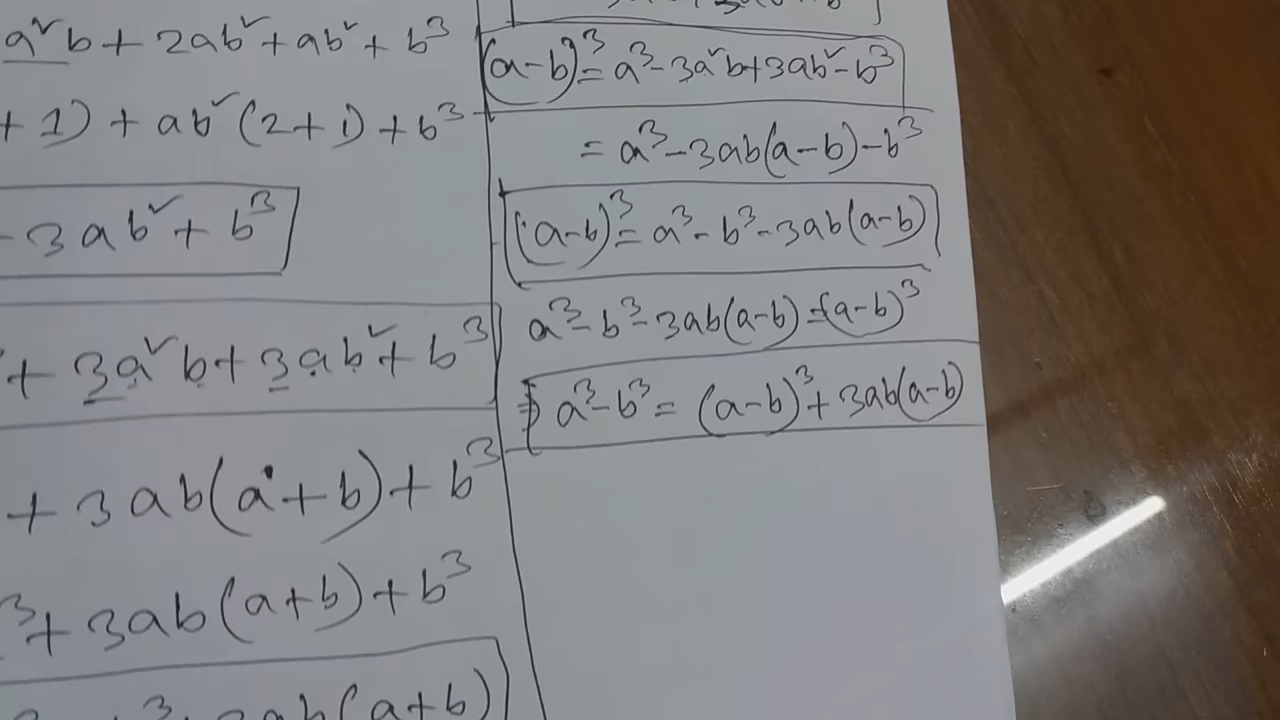 a²b + 2ab² + ab² + b³
+ 1) + ab² (2+1) + b³
3ab² + b³
+ 3a²b + 3ab² + b³
+ 3ab(a+b) + b³
³ + 3ab(a+b) + b³
ab(a+b)
(a-b)³ = a³ - 3a²b + 3ab² - b³
= a³ - 3ab(a-b) - b³
(a-b)³ = a³ - b³ - 3ab(a-b)
a³ - b³ - 3ab(a-b) = (a-b)³
a³ - b³ = (a-b)³ + 3ab(a-b)